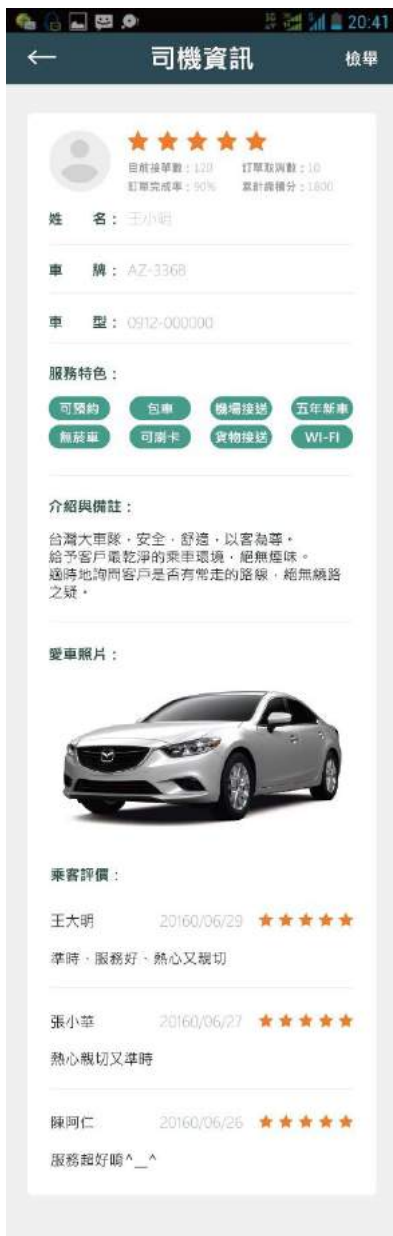 20:41
司機資訊
檢舉
目前接單數：120 訂單取消數：10
訂單完成率：90% 累計總積分：1800
姓 名：王小明
車 牌：AZ-3368
車 型：0912-000000
服務特色：
可預約 包車 機場接送 五年新車
無菸車 可刷卡 貨物接送 WI-FI
介紹與備註：
台灣大車隊，安全，舒適，以客為尊。
給予客戶最乾淨的乘車環境，絕無煙味。
適時地詢問客戶是否有常走的路線，絕無繞路
之疑。
愛車照片：
乘客評價：
王大明 20160/06/29
準時、服務好、熱心又親切
張小華 20160/06/27
熱心親切又準時
陳阿仁 20160/06/26
服務超好唷^__^